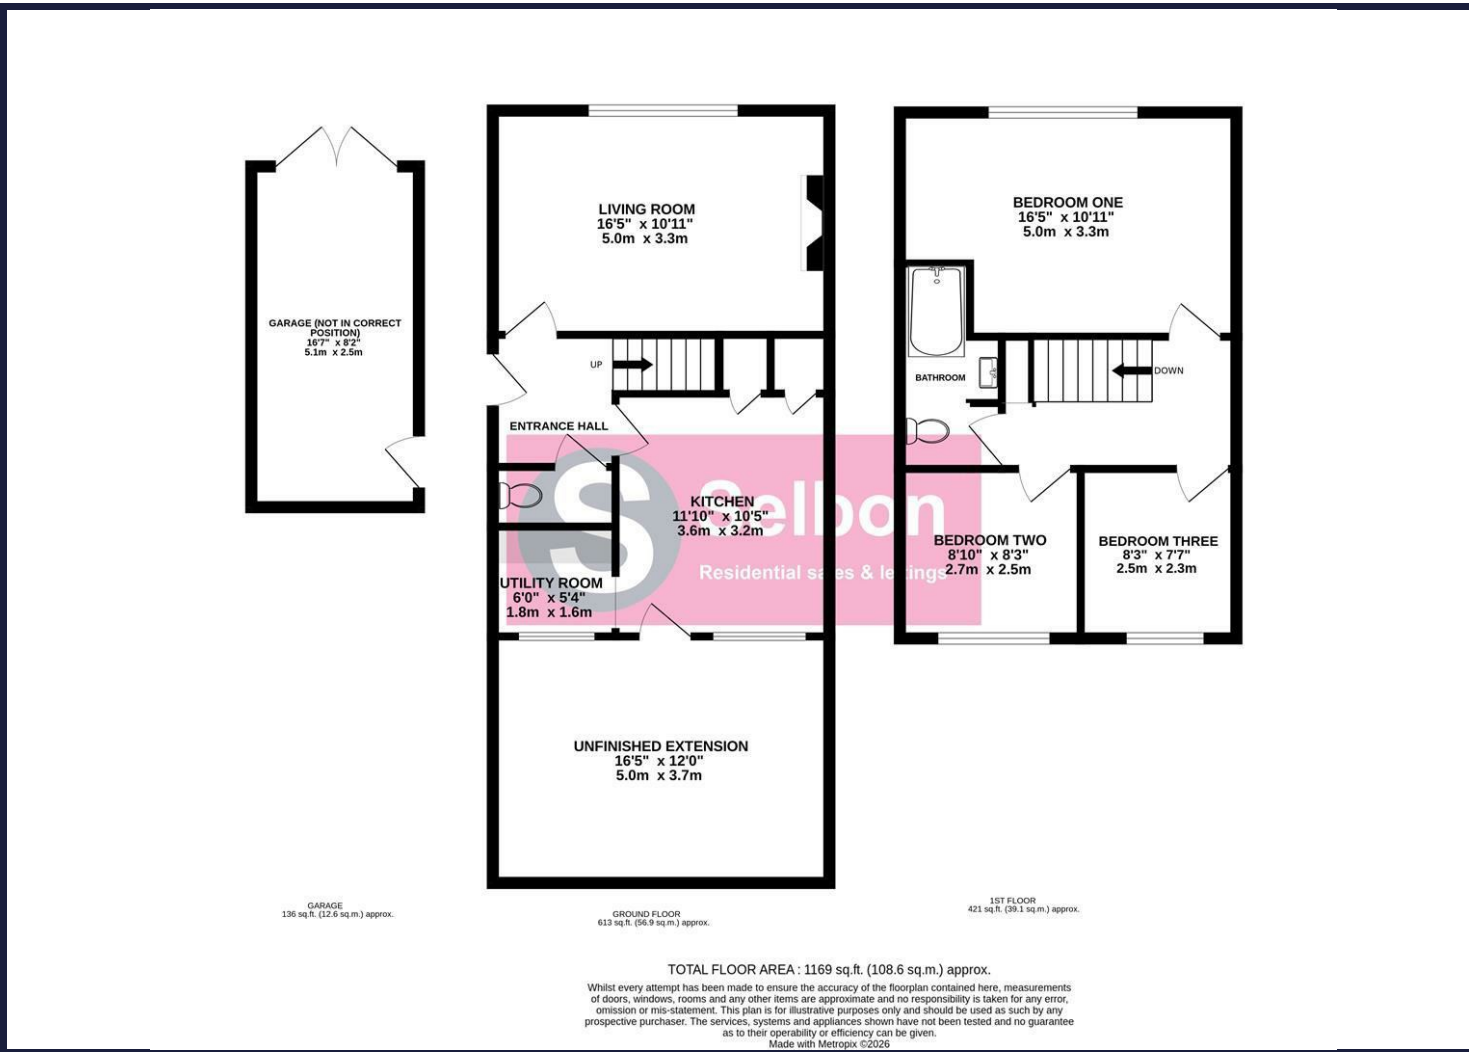 GARAGE (NOT IN CORRECT
POSITION)
16'7" x 8'2"
5.1m x 2.5m
GARAGE
136 sq.ft. (12.6 sq.m.) approx.
LIVING ROOM
16'5" x 10'11"
5.0m x 3.3m
UP
ENTRANCE HALL
KITCHEN
11'10" x 10'5"
3.6m x 3.2m
UTILITY ROOM
6'0" x 5'4"
1.8m x 1.6m
S Selbon
Residential sales & lettings
UNFINISHED EXTENSION
16'5" x 12'0"
5.0m x 3.7m
GROUND FLOOR
613 sq.ft. (56.9 sq.m.) approx.
BEDROOM ONE
16'5" x 10'11"
5.0m x 3.3m
BATHROOM
DOWN
BEDROOM TWO
8'10" x 8'3"
2.7m x 2.5m
BEDROOM THREE
8'3" x 7'7"
2.5m x 2.3m
1ST FLOOR
421 sq.ft. (39.1 sq.m.) approx.
TOTAL FLOOR AREA : 1169 sq.ft. (108.6 sq.m.) approx.
Whilst every attempt has been made to ensure the accuracy of the floorplan contained here, measurements
of doors, windows, rooms and any other items are approximate and no responsibility is taken for any error,
omission or mis-statement. This plan is for illustrative purposes only and should be used as such by any
prospective purchaser. The services, systems and appliances shown have not been tested and no guarantee
as to their operability or efficiency can be given.
Made with Metropix ©2026